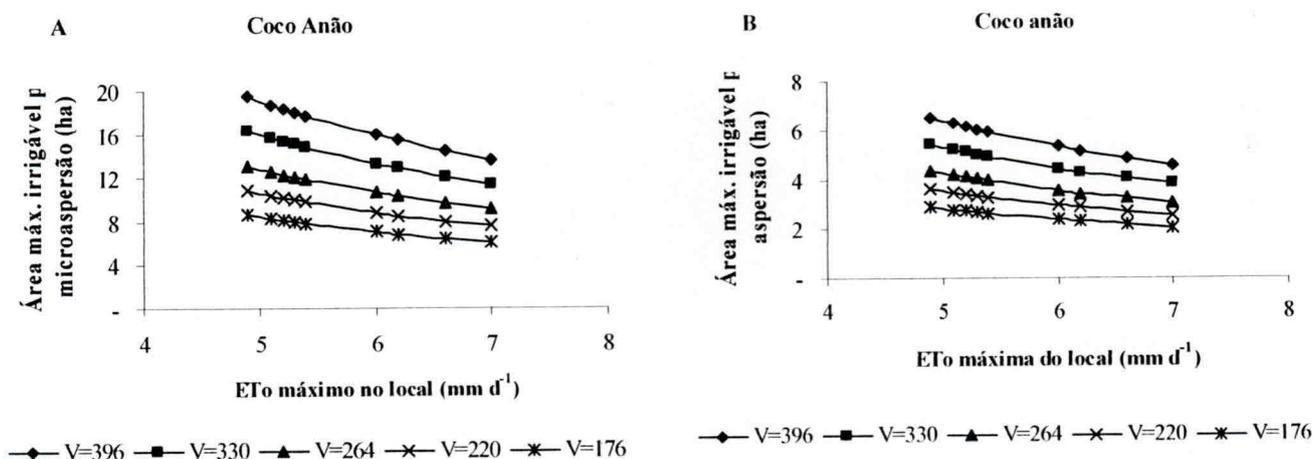 A
Coco Anão
Área máx. irrigável p
microaspersão (ha)
20
16
12
8
4
-
4 5 6 7 8
ETo máximo no local (mm d⁻¹)
V=396 V=330 V=264 V=220 V=176
B
Coco anão
Área máx. irrigável p
aspersão (ha)
8
6
4
2
-
4 5 6 7 8
ETo máxima do local (mm d⁻¹)
V=396 V=330 V=264 V=220 V=176